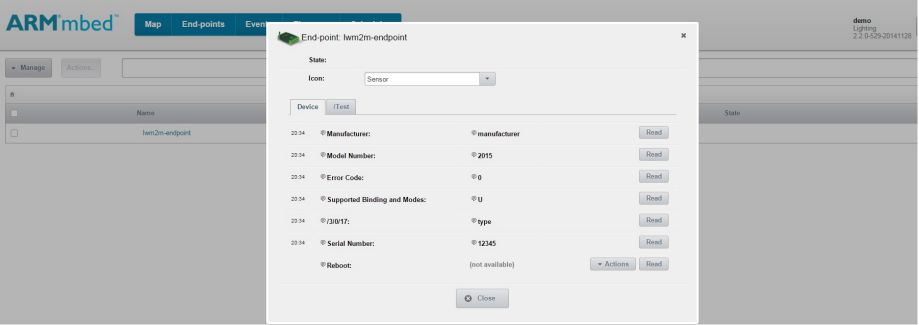 ARM®mbed™
Map End-points Even
demo
Lighting
2.2.0-529-20141128
End-point: lwm2m-endpoint
State:
Icon: Sensor
Manage Actions..
Device /Test
Name State
lwm2m-endpoint
20:34 Manufacturer: manufacturer Read
20:34 Model Number: 2015 Read
20:34 Error Code: 0 Read
20:34 Supported Binding and Modes: U Read
20:34 /3/0/17: type Read
20:34 Serial Number: 12345 Read
Reboot: (not available) Actions Read
Close